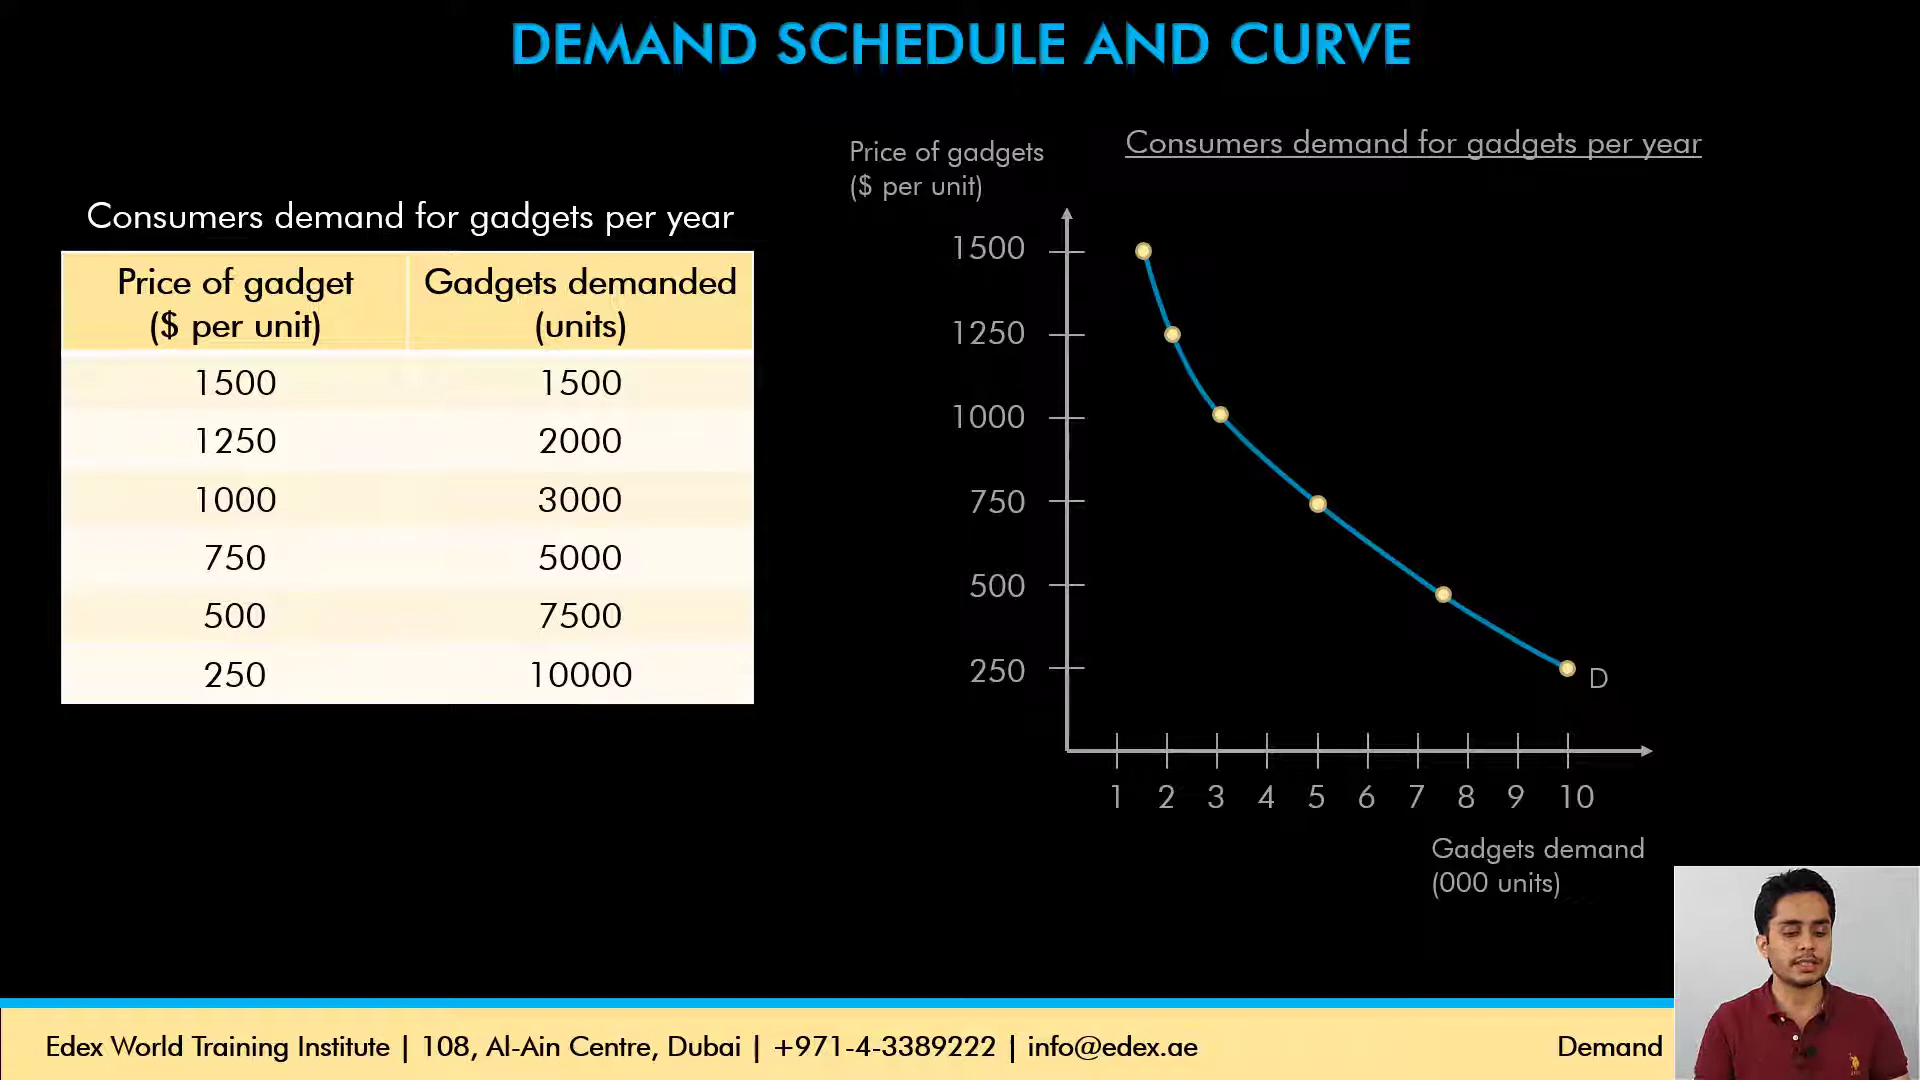 DEMAND SCHEDULE AND CURVE
Consumers demand for gadgets per year
Price of gadget
($ per unit)
Gadgets demanded
(units)
1500 1500
1250 2000
1000 3000
750 5000
500 7500
250 10000
Price of gadgets
($ per unit)
Consumers demand for gadgets per year
1500
1250
1000
750
500
250
D
1 2 3 4 5 6 7 8 9 10
Gadgets demand
(000 units)
Edex World Training Institute | 108, Al-Ain Centre, Dubai | +971-4-3389222 | info@edex.ae
Demand